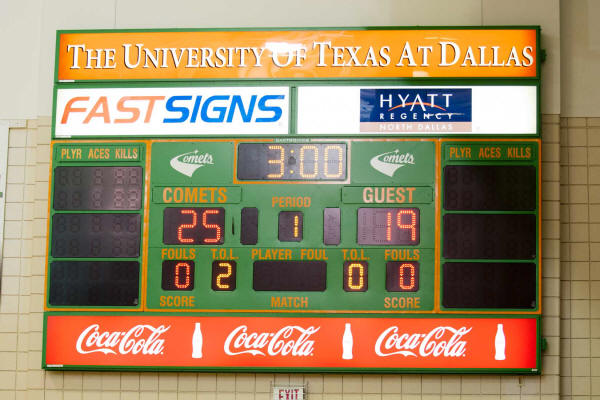 THE UNIVERSITY OF TEXAS AT DALLAS
FASTSIGNS
HYATT
REGENCY
NORTH DALLAS
PLYR ACES KILLS
Comets
3:00
Comets
PLYR ACES KILLS
COMETS
PERIOD
GUEST
25
1
19
FOULS T.O.L. PLAYER FOUL T.O.L. FOULS
0 2 0 0
SCORE MATCH SCORE
Coca-Cola Coca-Cola Coca-Cola
EXIT